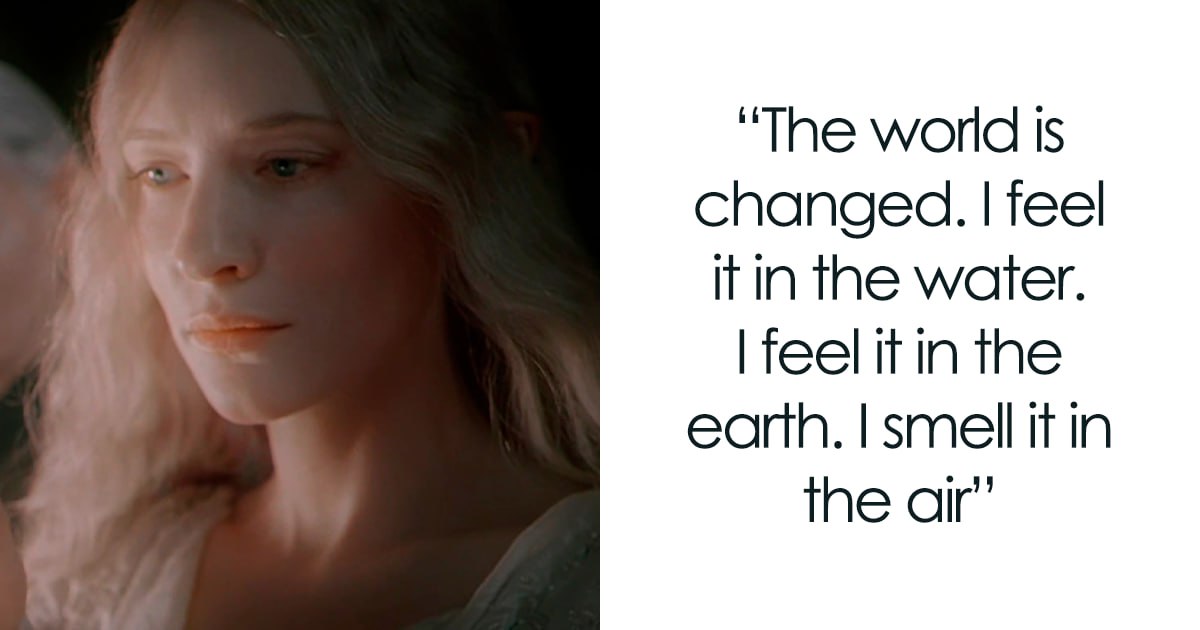 “The world is
changed. I feel
it in the water.
I feel it in the
earth. I smell it in
the air”